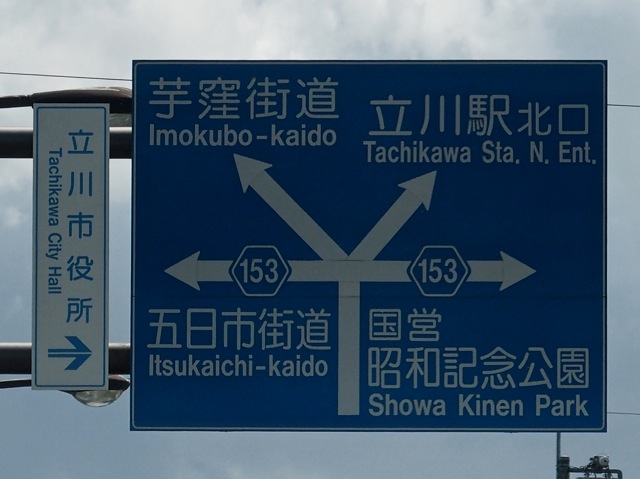 立川市役所
Tachikawa City Hall
芋窪街道
Imokubo-kaido
立川駅北口
Tachikawa Sta. N. Ent.
153
153
五日市街道
Itsukaichi-kaido
国営
昭和記念公園
Showa Kinen Park